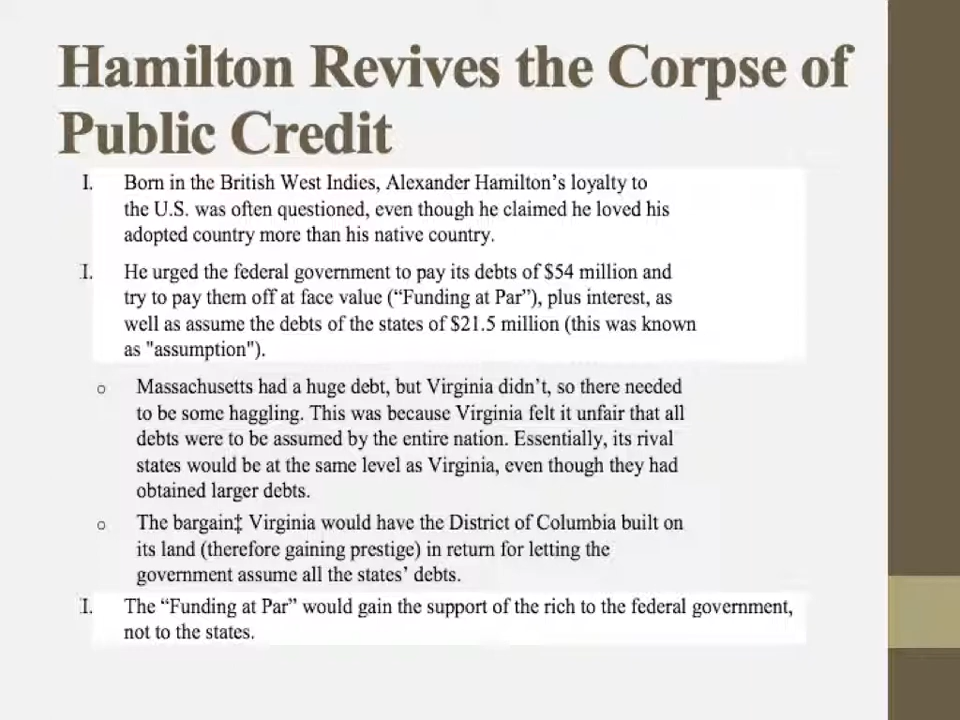 Hamilton Revives the Corpse of
Public Credit
I. Born in the British West Indies, Alexander Hamilton’s loyalty to
the U.S. was often questioned, even though he claimed he loved his
adopted country more than his native country.
I. He urged the federal government to pay its debts of $54 million and
try to pay them off at face value (“Funding at Par”), plus interest, as
well as assume the debts of the states of $21.5 million (this was known
as "assumption").
o Massachusetts had a huge debt, but Virginia didn’t, so there needed
to be some haggling. This was because Virginia felt it unfair that all
debts were to be assumed by the entire nation. Essentially, its rival
states would be at the same level as Virginia, even though they had
obtained larger debts.
o The bargain‡ Virginia would have the District of Columbia built on
its land (therefore gaining prestige) in return for letting the
government assume all the states’ debts.
I. The “Funding at Par” would gain the support of the rich to the federal government,
not to the states.